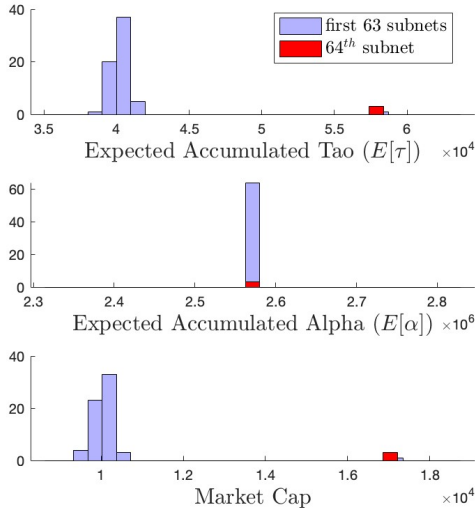 40
20
0
first 63 subnets
64th subnet
3.5 4 4.5 5 5.5 6
×10^4
Expected Accumulated Tao (E[τ])
60
40
20
0
2.3 2.4 2.5 2.6 2.7 2.8
×10^6
Expected Accumulated Alpha (E[α])
40
20
0
1 1.2 1.4 1.6 1.8
×10^4
Market Cap